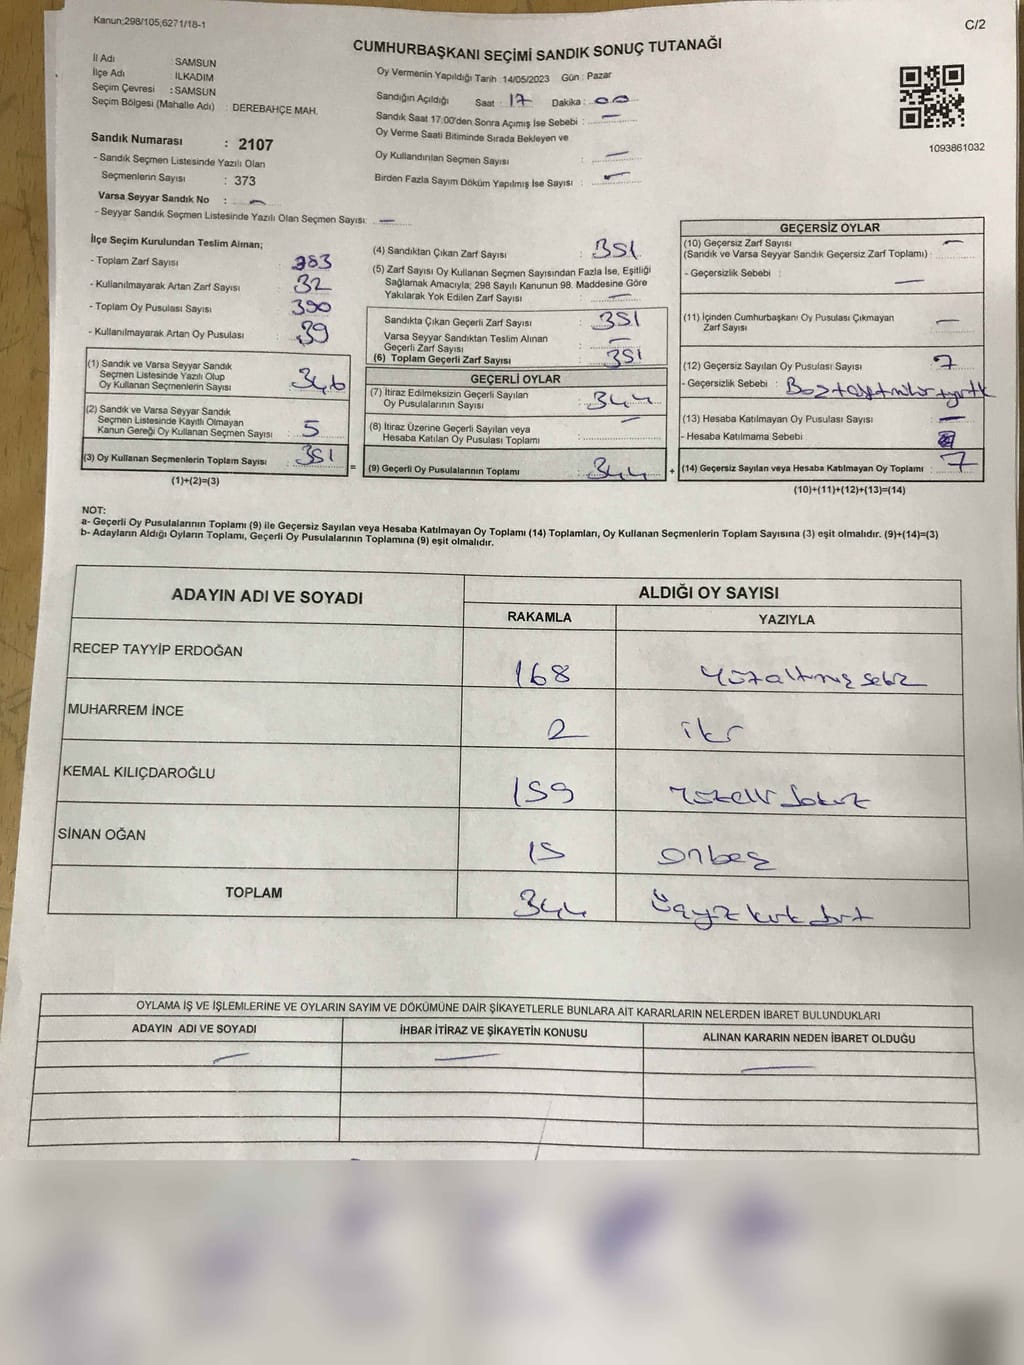 Kanun;298/105;6271/18-1
C/2
CUMHURBAŞKANI SEÇİMİ SANDIK SONUÇ TUTANAĞI
İl Adı : SAMSUN
İlçe Adı : İLKADIM
Seçim Çevresi : SAMSUN
Seçim Bölgesi (Mahalle Adı) : DEREBAHÇE MAH.
Sandık Numarası : 2107
- Sandık Seçmen Listesinde Yazılı Olan
Seçmenlerin Sayısı : 373
Varsa Seyyar Sandık No : —
- Seyyar Sandık Seçmen Listesinde Yazılı Olan Seçmen Sayısı: —
Oy Vermenin Yapıldığı Tarih :14/05/2023 Gün : Pazar
Sandığın Açıldığı Saat : 17 Dakika : 00
Sandık Saat 17:00'den Sonra Açımış İse Sebebi : —
Oy Verme Saati Bitiminde Sırada Bekleyen ve
Oy Kullandırılan Seçmen Sayısı : —
Birden Fazla Sayım Döküm Yapılmış İse Sayısı : —
1093861032
İlçe Seçim Kurulundan Teslim Alınan;
- Toplam Zarf Sayısı : 383
- Kullanılmayarak Artan Zarf Sayısı : 32
- Toplam Oy Pusulası Sayısı : 390
- Kullanılmayarak Artan Oy Pusulası : 39
(1) Sandık ve Varsa Seyyar Sandık
Seçmen Listesinde Yazılı Olup
Oy Kullanan Seçmenlerin Sayısı : 346
(2) Sandık ve Varsa Seyyar Sandık
Seçmen Listesinde Kayıtlı Olmayan
Kanun Gereği Oy Kullanan Seçmen Sayısı : 5
(3) Oy Kullanan Seçmenlerin Toplam Sayısı : 351
(1)+(2)=(3)
(4) Sandıktan Çıkan Zarf Sayısı : 351
(5) Zarf Sayısı Oy Kullanan Seçmen Sayısından Fazla İse, Eşitliği
Sağlamak Amacıyla; 298 Sayılı Kanunun 98. Maddesine Göre
Yakılarak Yok Edilen Zarf Sayısı : —
Sandıkta Çıkan Geçerli Zarf Sayısı : 351
Varsa Seyyar Sandıktan Teslim Alınan
Geçerli Zarf Sayısı : —
(6) Toplam Geçerli Zarf Sayısı : 351
GEÇERLİ OYLAR
(7) İtiraz Edilmeksizin Geçerli Sayılan
Oy Pusulalarının Sayısı : 344
(8) İtiraz Üzerine Geçerli Sayılan veya
Hesaba Katılan Oy Pusulası Toplamı : —
= (9) Geçerli Oy Pusulalarının Toplamı : 344
GEÇERSİZ OYLAR
(10) Geçersiz Zarf Sayısı
(Sandık ve Varsa Seyyar Sandık Geçersiz Zarf Toplamı) : —
- Geçersizlik Sebebi : —
(11) İçinden Cumhurbaşkanı Oy Pusulası Çıkmayan
Zarf Sayısı : —
(12) Geçersiz Sayılan Oy Pusulası Sayısı : 7
- Geçersizlik Sebebi :
(13) Hesaba Katılmayan Oy Pusulası Sayısı : —
- Hesaba Katılmama Sebebi :
+ (14) Geçersiz Sayılan veya Hesaba Katılmayan Oy Toplamı : 7
(10)+(11)+(12)+(13)=(14)
NOT:
a- Geçerli Oy Pusulalarının Toplamı (9) ile Geçersiz Sayılan veya Hesaba Katılmayan Oy Toplamı (14) Toplamları, Oy Kullanan Seçmenlerin Toplam Sayısına (3) eşit olmalıdır. (9)+(14)=(3)
b- Adayların Aldığı Oyların Toplamı, Geçerli Oy Pusulalarının Toplamına (9) eşit olmalıdır.
ADAYIN ADI VE SOYADI ALDIĞI OY SAYISI
RAKAMLA YAZIYLA
RECEP TAYYİP ERDOĞAN 168 Yüzaltmış sekiz
MUHARREM İNCE 2 iki
KEMAL KILIÇDAROĞLU 159 Yüzelli dokuz
SİNAN OĞAN 15 onbeş
TOPLAM 344 üçyüz kırk dört
OYLAMA İŞ VE İŞLEMLERİNE VE OYLARIN SAYIM VE DÖKÜMÜNE DAİR ŞİKAYETLERLE BUNLARA AİT KARARLARIN NELERDEN İBARET BULUNDUKLARI
ADAYIN ADI VE SOYADI İHBAR İTİRAZ VE ŞİKAYETİN KONUSU ALINAN KARARIN NEDEN İBARET OLDUĞU
— — —